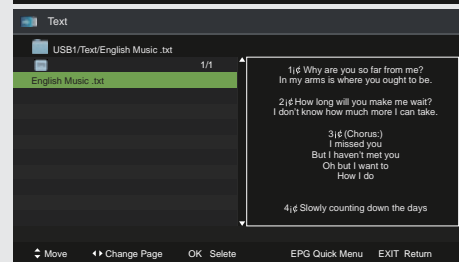 Text
USB1/Text/English Music .txt
1/1
English Music .txt
1¡¢ Why are you so far from me?
In my arms is where you ought to be.
2¡¢How long will you make me wait?
I don't know how much more I can take.
3¡¢(Chorus:)
I missed you
But I haven't met you
Oh but I want to
How I do
4¡¢ Slowly counting down the days
Move Change Page OK Selete EPG Quick Menu EXIT Return